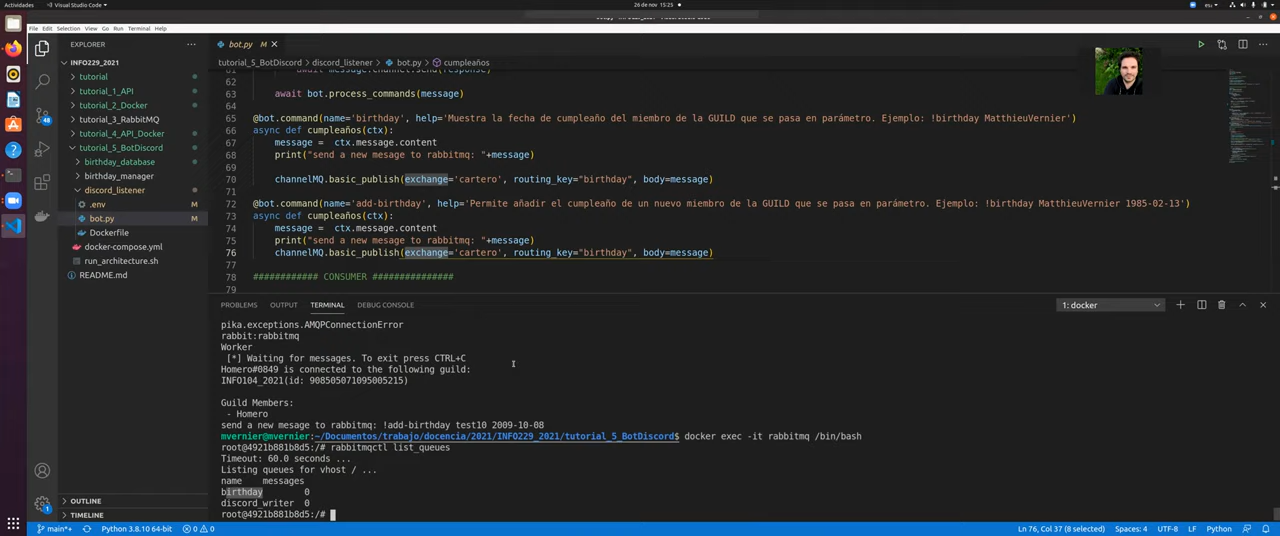 Actividades
Visual Studio Code
26 de nov 15:25
es
File Edit Selection View Go Run Terminal Help
EXPLORER
INFO229_2021
tutorial
tutorial_1_API
tutorial_2_Docker
tutorial_3_RabbitMQ
tutorial_4_API_Docker
tutorial_5_BotDiscord
birthday_database
birthday_manager
discord_listener
.env M
bot.py M
Dockerfile
docker-compose.yml
run_architecture.sh
README.md
OUTLINE
TIMELINE
48
1
bot.py M
tutorial_5_BotDiscord > discord_listener > bot.py > cumpleaños
61 await message.channel.send(response)
62
63 await bot.process_commands(message)
64
65 @bot.command(name='birthday', help='Muestra la fecha de cumpleaño del miembro de la GUILD que se pasa en parámetro. Ejemplo: !birthday MatthieuVernier')
66 async def cumpleaños(ctx):
67 message = ctx.message.content
68 print("send a new mesage to rabbitmq: "+message)
69
70 channelMQ.basic_publish(exchange='cartero', routing_key="birthday", body=message)
71
72 @bot.command(name='add-birthday', help='Permite añadir el cumpleaño de un nuevo miembro de la GUILD que se pasa en parámetro. Ejemplo: !birthday MatthieuVernier 1985-02-13')
73 async def cumpleaños(ctx):
74 message = ctx.message.content
75 print("send a new mesage to rabbitmq: "+message)
76 channelMQ.basic_publish(exchange='cartero', routing_key="birthday", body=message)
77
78 ############ CONSUMER ###############
79
PROBLEMS OUTPUT TERMINAL DEBUG CONSOLE
1: docker
pika.exceptions.AMQPConnectionError
rabbit:rabbitmq
Worker
[*] Waiting for messages. To exit press CTRL+C
Homero#0849 is connected to the following guild:
INFO104_2021(id: 908505071095005215)
Guild Members:
- Homero
send a new mesage to rabbitmq: !add-birthday test10 2009-10-08
mvernier@mvernier:~/Documentos/trabajo/docencia/2021/INFO229_2021/tutorial_5_BotDiscord$ docker exec -it rabbitmq /bin/bash
root@4921b881b8d5:/# rabbitmqctl list_queues
Timeout: 60.0 seconds ...
Listing queues for vhost / ...
name messages
birthday 0
discord_writer 0
root@4921b881b8d5:/#
main*+ Python 3.8.10 64-bit 0 0
Ln 76, Col 37 (8 selected) Spaces: 4 UTF-8 LF Python